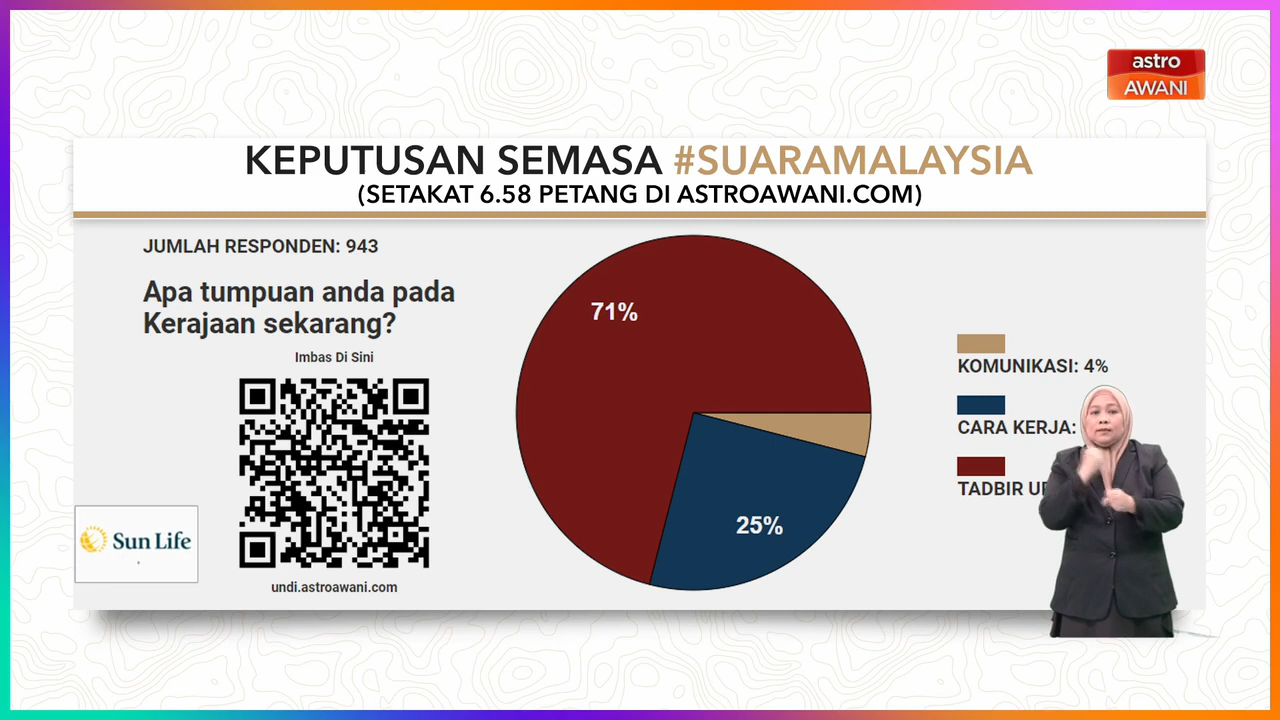 astro
AWANI
KEPUTUSAN SEMASA #SUARAMALAYSIA
(SETAKAT 6.58 PETANG DI ASTROAWANI.COM)
JUMLAH RESPONDEN: 943
Apa tumpuan anda pada
Kerajaan sekarang?
Imbas Di Sini
undi.astroawani.com
Sun Life
71%
25%
KOMUNIKASI: 4%
CARA KERJA:
TADBIR